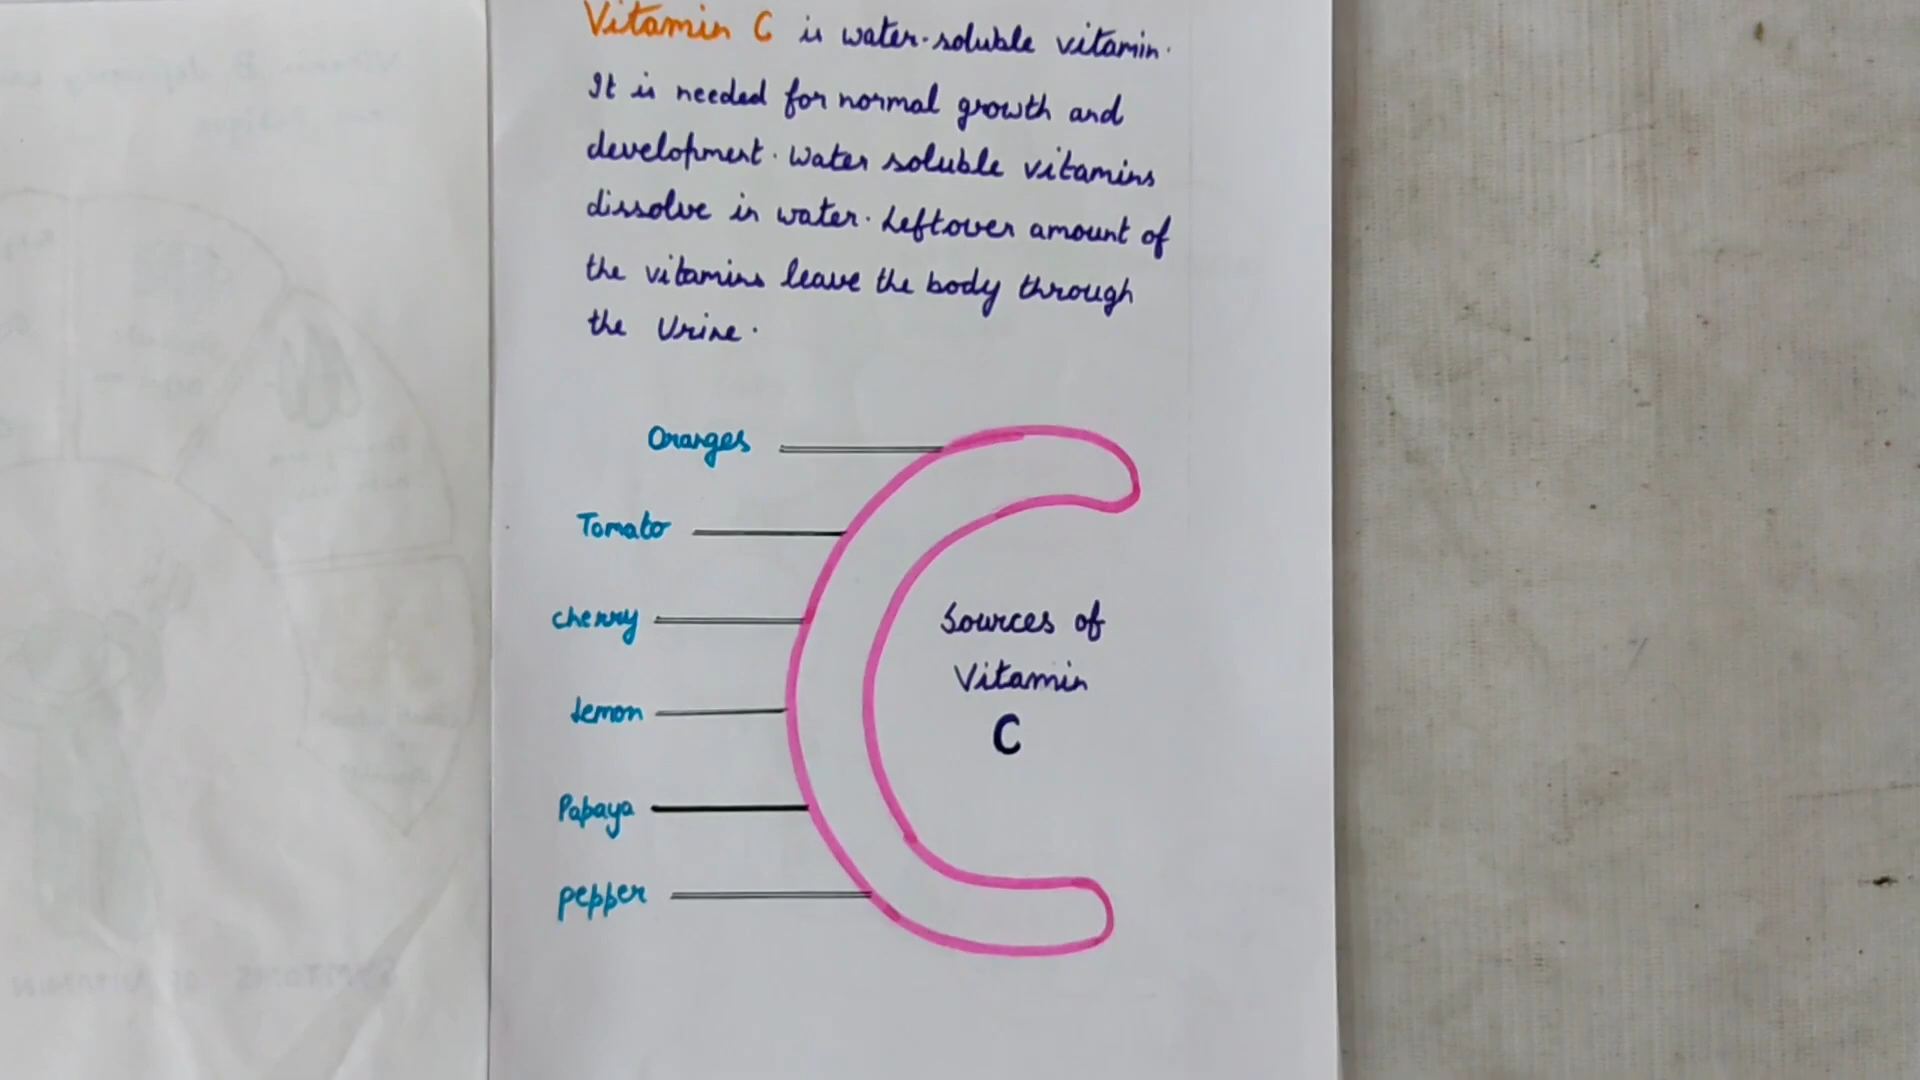 Vitamin C is water-soluble vitamin.
It is needed for normal growth and
development. Water soluble vitamins
dissolve in water. Leftover amount of
the vitamins leave the body through
the Urine.
Oranges
Tomato
cherry
Lemon
Papaya
pepper
Sources of
Vitamin
C